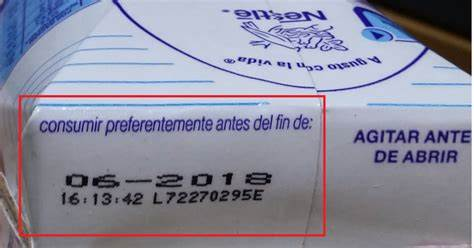 Nestlé
A gusto con la vida®
consumir preferentemente antes del fin de:
06-2018
16:13:42 L72270295E
AGITAR ANTE
DE ABRIR